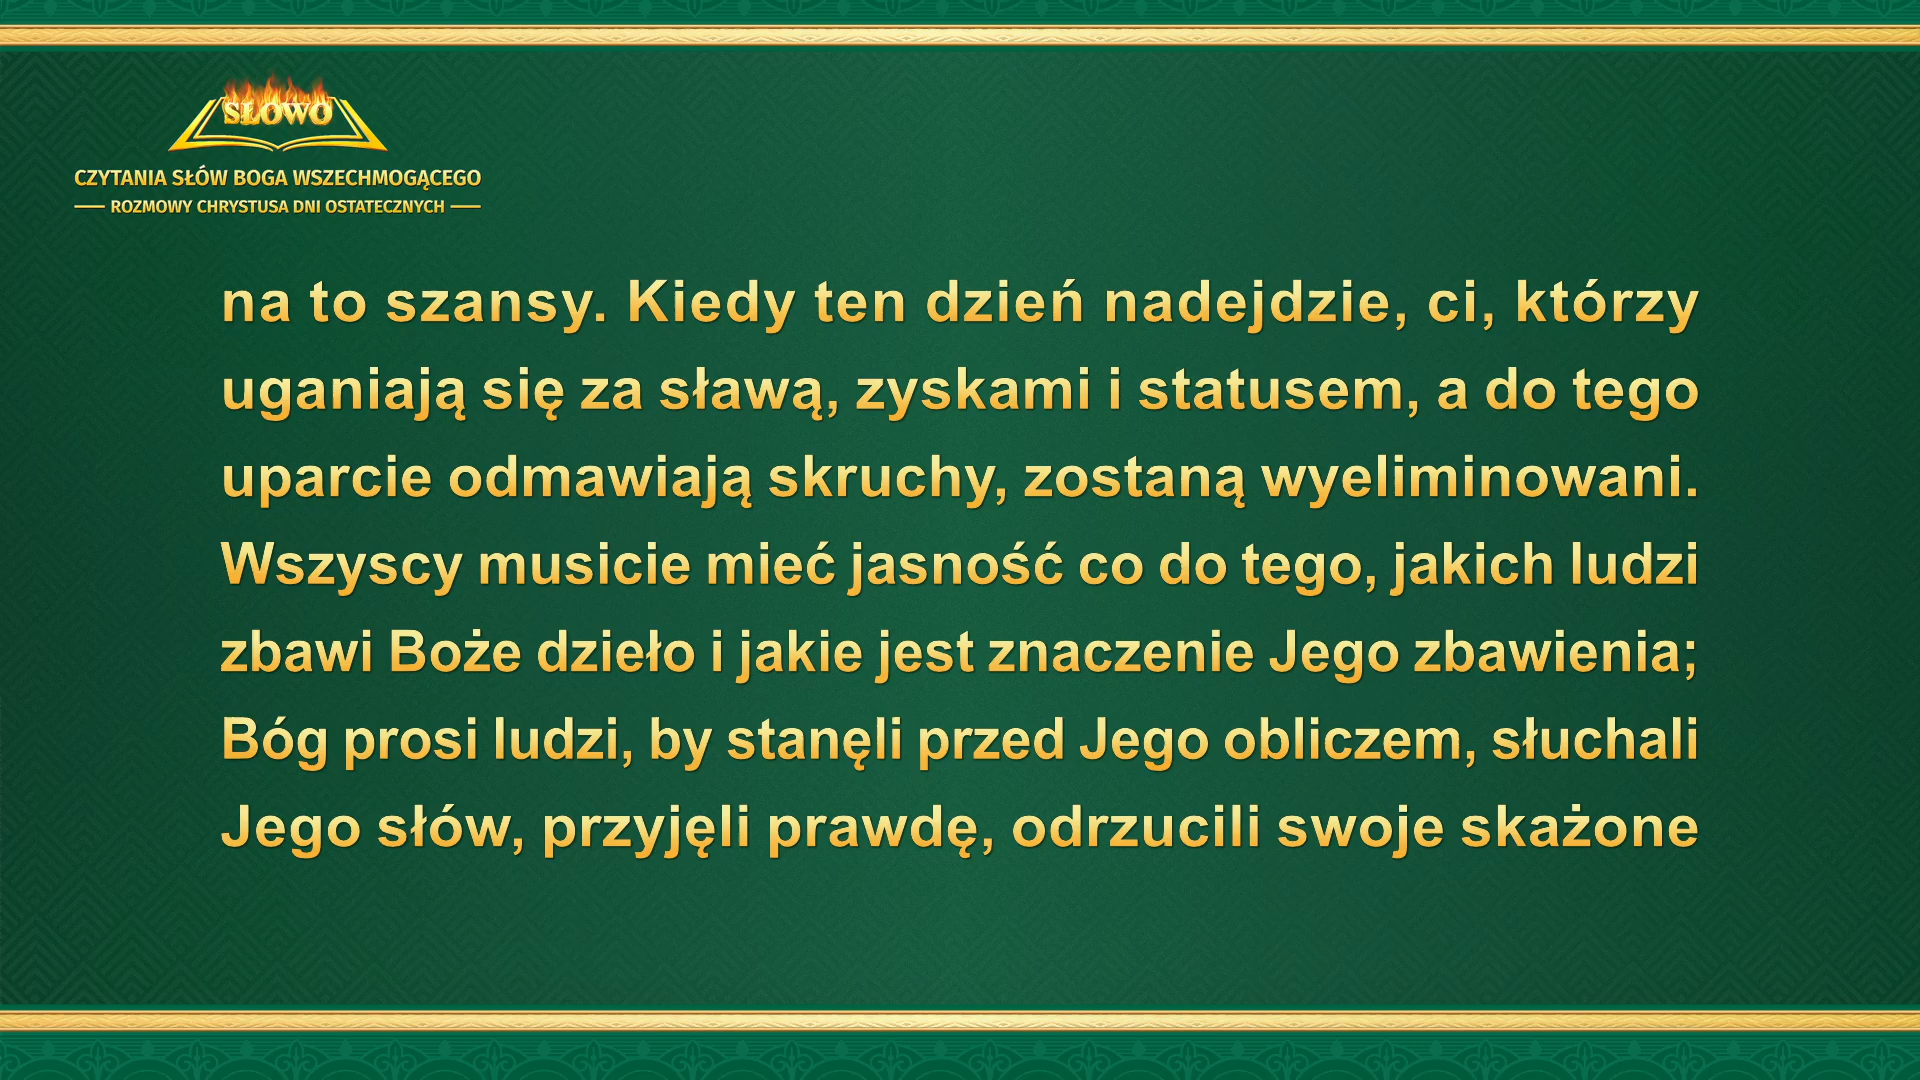 SŁOWO
CZYTANIA SŁÓW BOGA WSZECHMOGĄCEGO
ROZMOWY CHRYSTUSA DNI OSTATECZNYCH
na to szansy. Kiedy ten dzień nadejdzie, ci, którzy
uganiają się za sławą, zyskami i statusem, a do tego
uparcie odmawiają skruchy, zostaną wyeliminowani.
Wszyscy musicie mieć jasność co do tego, jakich ludzi
zbawi Boże dzieło i jakie jest znaczenie Jego zbawienia;
Bóg prosi ludzi, by stanęli przed Jego obliczem, słuchali
Jego słów, przyjęli prawdę, odrzucili swoje skażone